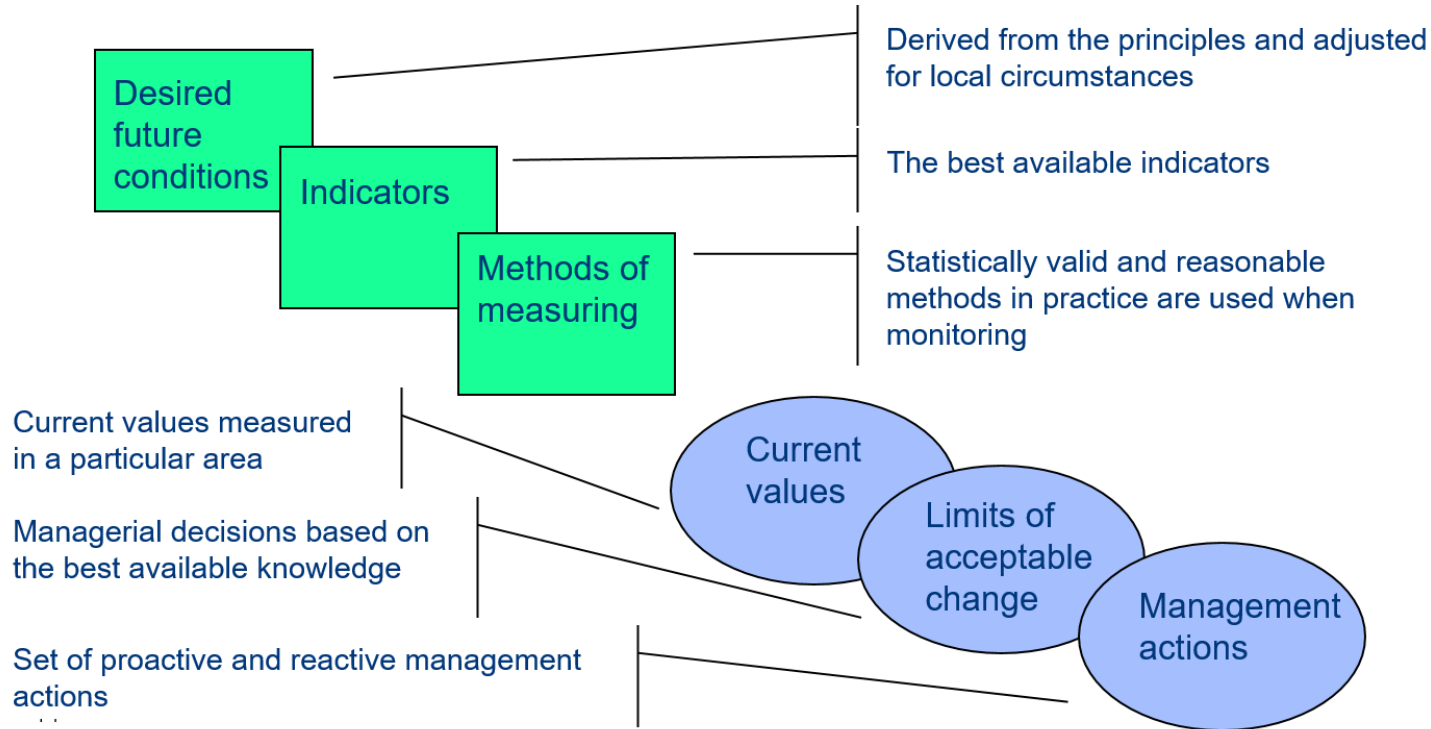 Desired
future
conditions
Derived from the principles and adjusted
for local circumstances
Indicators
The best available indicators
Methods of
measuring
Statistically valid and reasonable
methods in practice are used when
monitoring
Current values measured
in a particular area
Current
values
Managerial decisions based on
the best available knowledge
Limits of
acceptable
change
Set of proactive and reactive management
actions
Management
actions